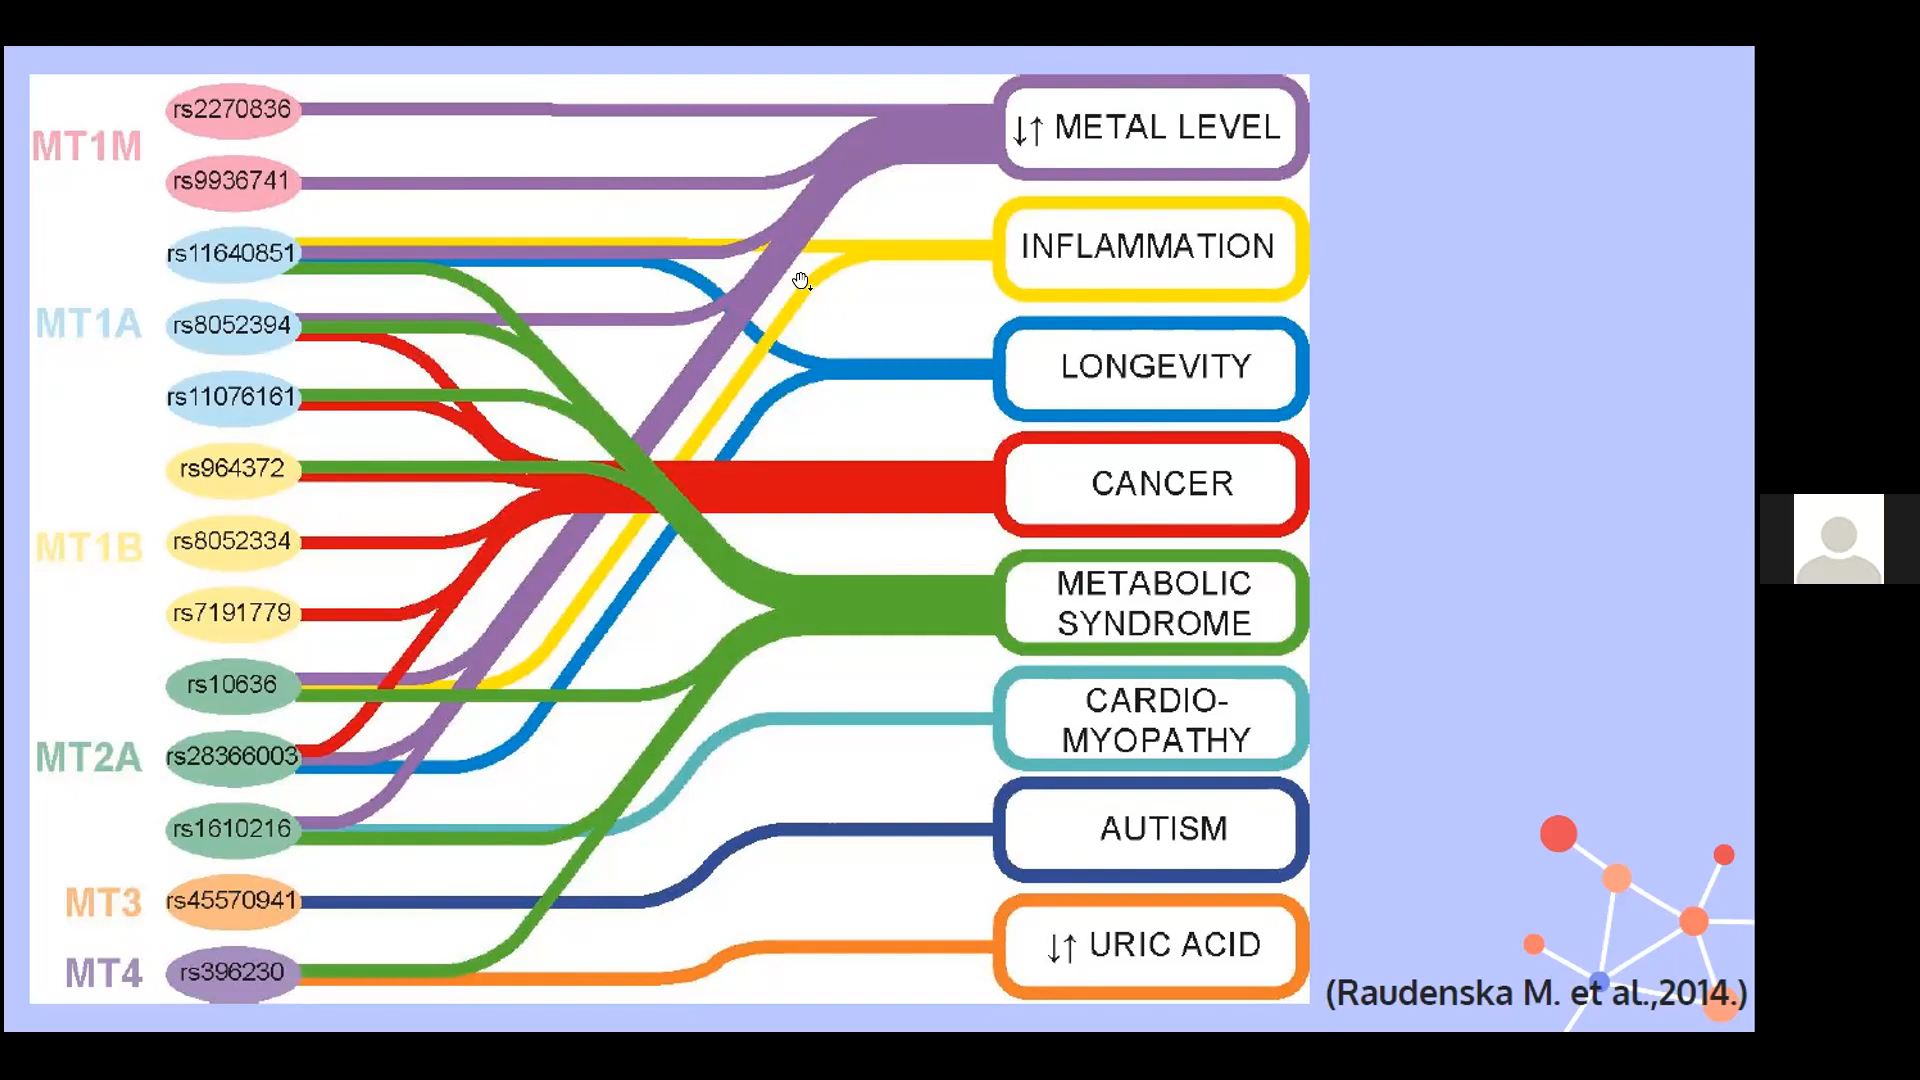 MT1M
rs2270836
rs9936741
MT1A
rs11640851
rs8052394
rs11076161
MT1B
rs964372
rs8052334
rs7191779
MT2A
rs10636
rs28366003
rs1610216
MT3
rs45570941
MT4
rs396230
↓↑ METAL LEVEL
INFLAMMATION
LONGEVITY
CANCER
METABOLIC
SYNDROME
CARDIO-
MYOPATHY
AUTISM
↓↑ URIC ACID
(Raudenska M. et al.,2014.)